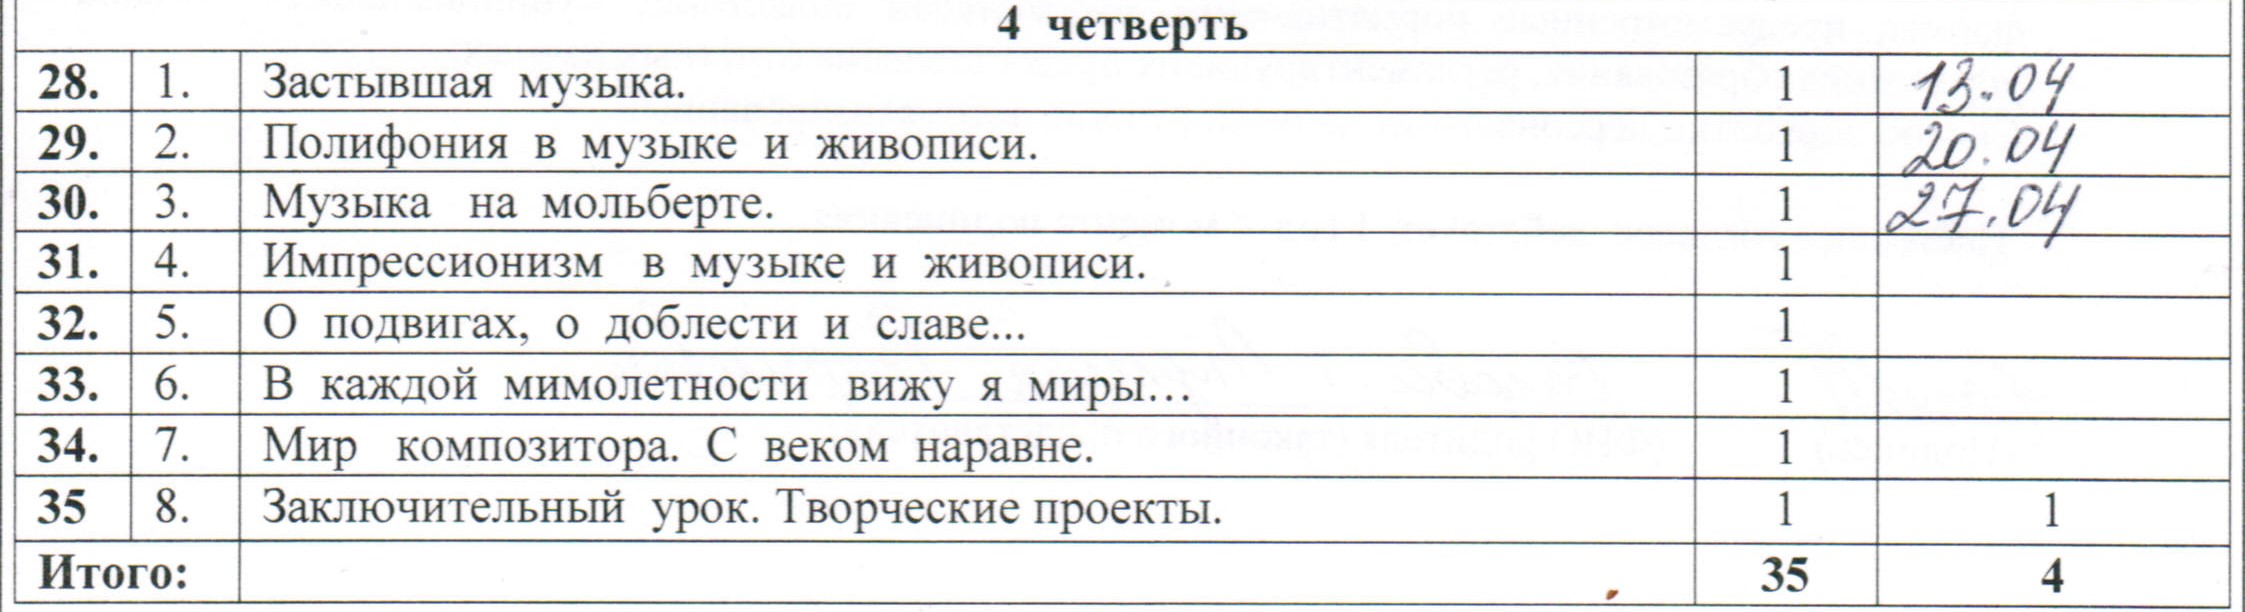 4 четверть
28. 1. Застывшая музыка. 1 13.04
29. 2. Полифония в музыке и живописи. 1 20.04
30. 3. Музыка на мольберте. 1 27.04
31. 4. Импрессионизм в музыке и живописи. 1
32. 5. О подвигах, о доблести и славе... 1
33. 6. В каждой мимолетности вижу я миры… 1
34. 7. Мир композитора. С веком наравне. 1
35 8. Заключительный урок. Творческие проекты. 1 1
Итого: 35 4